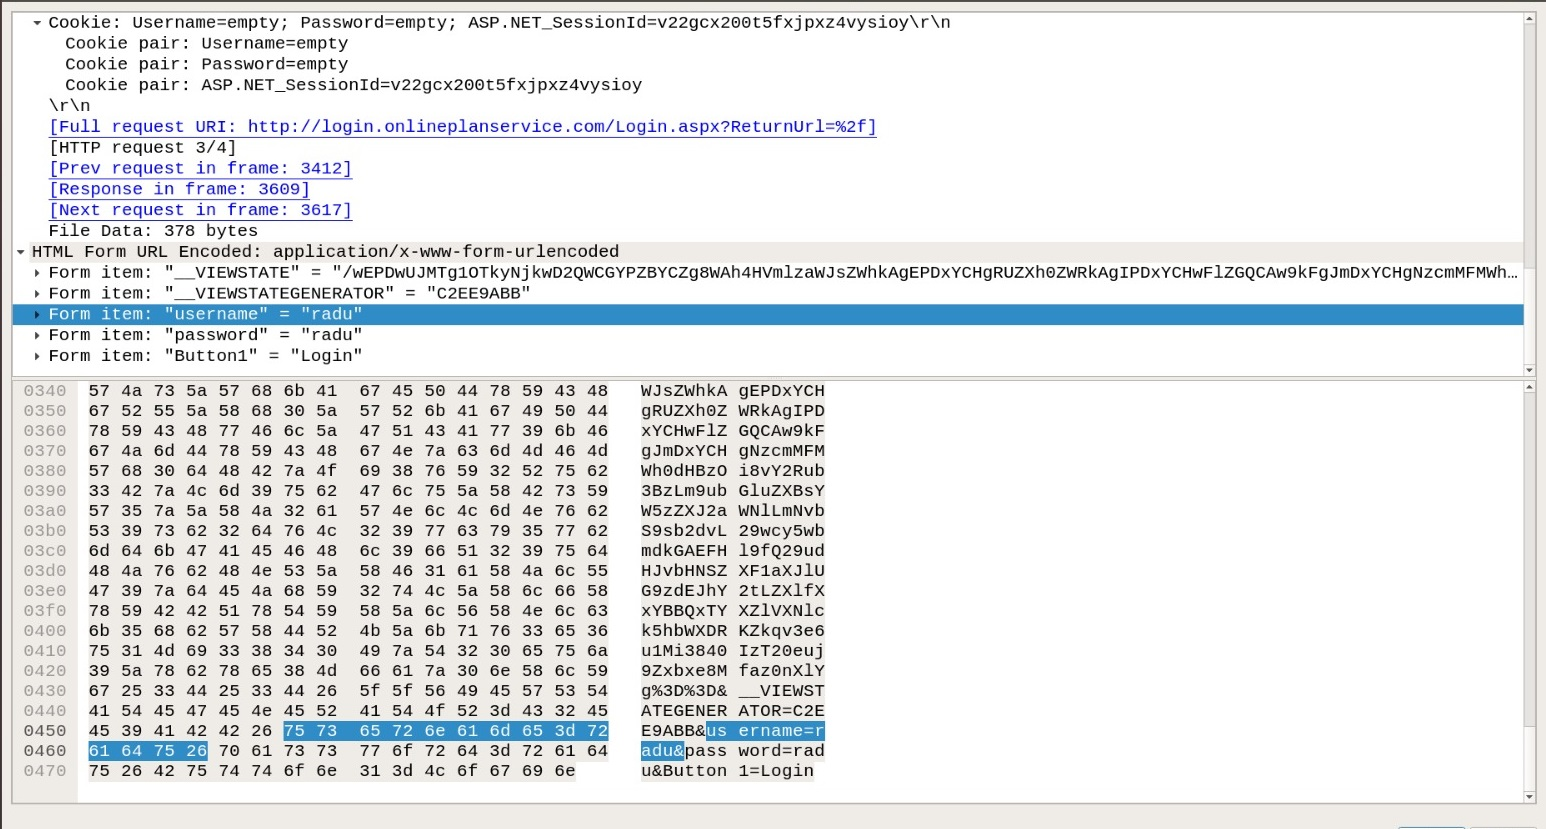 Cookie: Username=empty; Password=empty; ASP.NET_SessionId=v22gcx200t5fxjpxz4vysioy\r\n
Cookie pair: Username=empty
Cookie pair: Password=empty
Cookie pair: ASP.NET_SessionId=v22gcx200t5fxjpxz4vysioy
\r\n
[Full request URI: http://login.onlineplanservice.com/Login.aspx?ReturnUrl=%2f]
[HTTP request 3/4]
[Prev request in frame: 3412]
[Response in frame: 3609]
[Next request in frame: 3617]
File Data: 378 bytes
HTML Form URL Encoded: application/x-www-form-urlencoded
Form item: "__VIEWSTATE" = "/wEPDwUJMTg1OTkyNjkwD2QWCGYPZBYCZg8WAh4HVmlzaWJsZWhkAgEPDxYCHgRUZXh0ZWRkAgIPDxYCHwFlZGQCAw9kFgJmDxYCHgNzcmMFMWh…
Form item: "__VIEWSTATEGENERATOR" = "C2EE9ABB"
Form item: "username" = "radu"
Form item: "password" = "radu"
Form item: "Button1" = "Login"
0340 57 4a 73 5a 57 68 6b 41 67 45 50 44 78 59 43 48 WJsZWhkA gEPDxYCH
0350 67 52 55 5a 58 68 30 5a 57 52 6b 41 67 49 50 44 gRUZXh0Z WRkAgIPD
0360 78 59 43 48 77 46 6c 5a 47 51 43 41 77 39 6b 46 xYCHwFlZ GQCAw9kF
0370 67 4a 6d 44 78 59 43 48 67 4e 7a 63 6d 4d 46 4d gJmDxYCH gNzcmMFM
0380 57 68 30 64 48 42 7a 4f 69 38 76 59 32 52 75 62 Wh0dHBzO i8vY2Rub
0390 33 42 7a 4c 6d 39 75 62 47 6c 75 5a 58 42 73 59 3BzLm9ub GluZXBsY
03a0 57 35 7a 5a 58 4a 32 61 57 4e 6c 4c 6d 4e 76 62 W5zZXJ2a WNlLmNvb
03b0 53 39 73 62 32 64 76 4c 32 39 77 63 79 35 77 62 S9sb2dvL 29wcy5wb
03c0 6d 64 6b 47 41 45 46 48 6c 39 66 51 32 39 75 64 mdkGAEFH l9fQ29ud
03d0 48 4a 76 62 48 4e 53 5a 58 46 31 61 58 4a 6c 55 HJvbHNSZ XF1aXJlU
03e0 47 39 7a 64 45 4a 68 59 32 74 4c 5a 58 6c 66 58 G9zdEJhY 2tLZXlfX
03f0 78 59 42 42 51 78 54 59 58 5a 6c 56 58 4e 6c 63 xYBBQxTY XZlVXNlc
0400 6b 35 68 62 57 58 44 52 4b 5a 6b 71 76 33 65 36 k5hbWXDR KZkqv3e6
0410 75 31 4d 69 33 38 34 30 49 7a 54 32 30 65 75 6a u1Mi3840 IzT20euj
0420 39 5a 78 62 78 65 38 4d 66 61 7a 30 6e 58 6c 59 9Zxbxe8M faz0nXlY
0430 67 25 33 44 25 33 44 26 5f 5f 56 49 45 57 53 54 g%3D%3D& __VIEWST
0440 41 54 45 47 45 4e 45 52 41 54 4f 52 3d 43 32 45 ATEGENER ATOR=C2E
0450 45 39 41 42 42 26 75 73 65 72 6e 61 6d 65 3d 72 E9ABB&us ername=r
0460 61 64 75 26 70 61 73 73 77 6f 72 64 3d 72 61 64 adu&pass word=rad
0470 75 26 42 75 74 74 6f 6e 31 3d 4c 6f 67 69 6e u&Button 1=Login